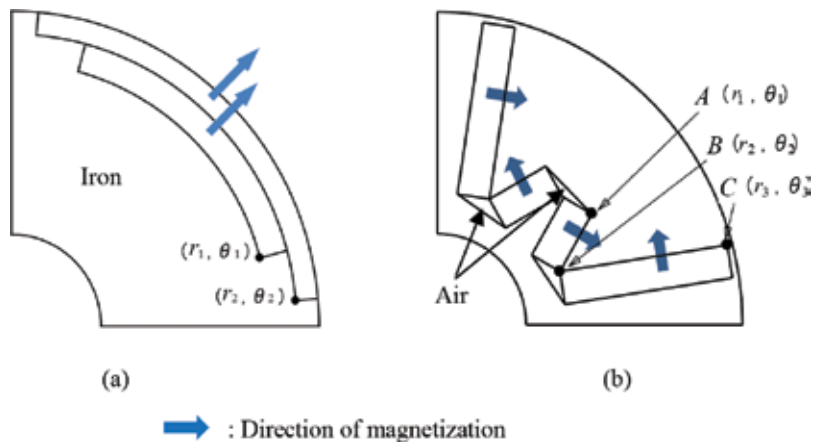 Iron
(r₁, θ₁)
(r₂, θ₂)
A (r₁, θ₁)
B (r₂, θ₂)
C (r₃, θ₃)
Air
(a)
(b)
: Direction of magnetization